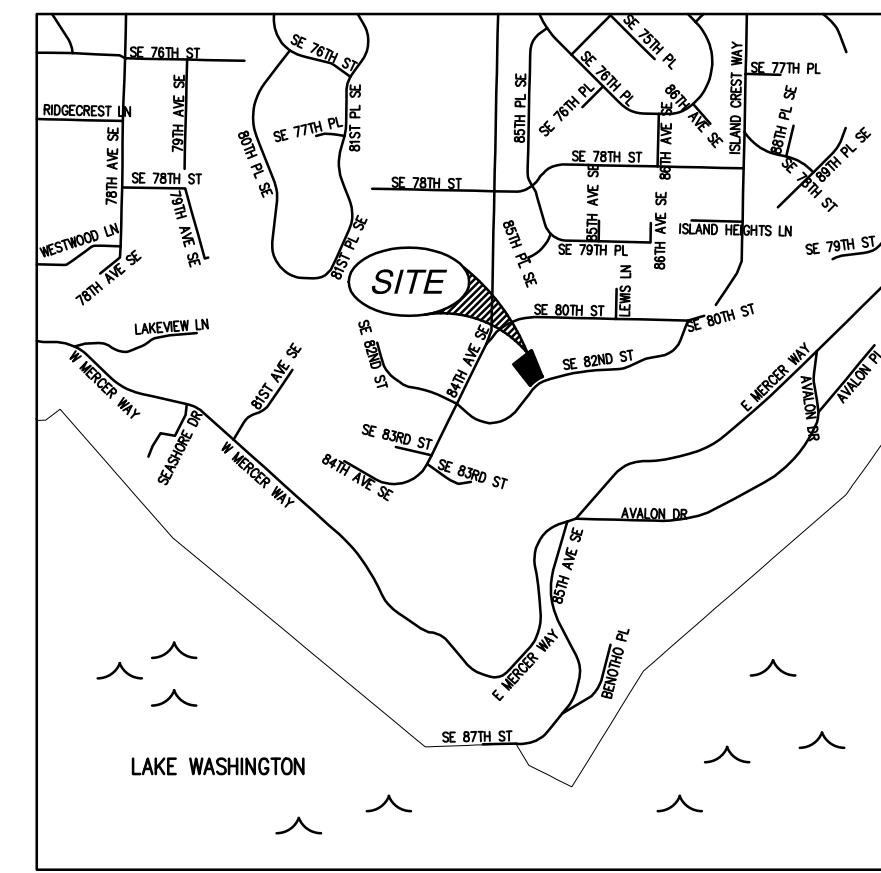 SE 76TH ST
SE 76TH ST
SE 75TH PL
SE 76TH PL
ISLAND CREST WAY
SE 77TH PL
79TH AVE SE
81ST PL SE
85TH PL SE
SE 76TH PL
86TH AVE SE
88TH PL SE
RIDGECREST LN
SE 77TH PL
80TH PL SE
78TH AVE SE
86TH AVE SE
89TH PL SE
SE 78TH ST
SE 78TH ST
SE 78TH ST
SE 78TH ST
79TH AVE SE
85TH AVE SE
86TH AVE SE
ISLAND HEIGHTS LN
WESTWOOD LN
81ST PL SE
85TH PL SE
SE 79TH PL
SE 79TH ST
78TH AVE SE
SITE
LEWIS LN
SE 80TH ST
SE 80TH ST
LAKEVIEW LN
SE 82ND ST
84TH AVE SE
SE 82ND ST
W MERCER WAY
81ST AVE SE
E MERCER WAY
AVALON PL
AVALON DR
SEASHORE DR
SE 83RD ST
W MERCER WAY
84TH AVE SE
SE 83RD ST
AVALON DR
85TH AVE SE
E MERCER WAY
BENOTHO PL
SE 87TH ST
LAKE WASHINGTON